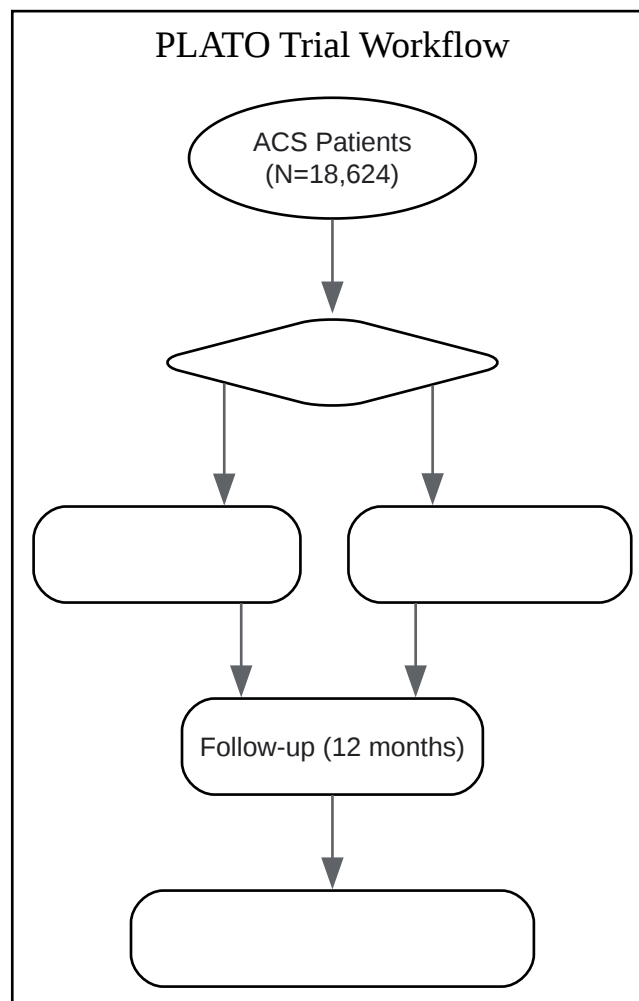 PLATO Trial Workflow
ACS Patients
(N=18,624)
Follow-up (12 months)